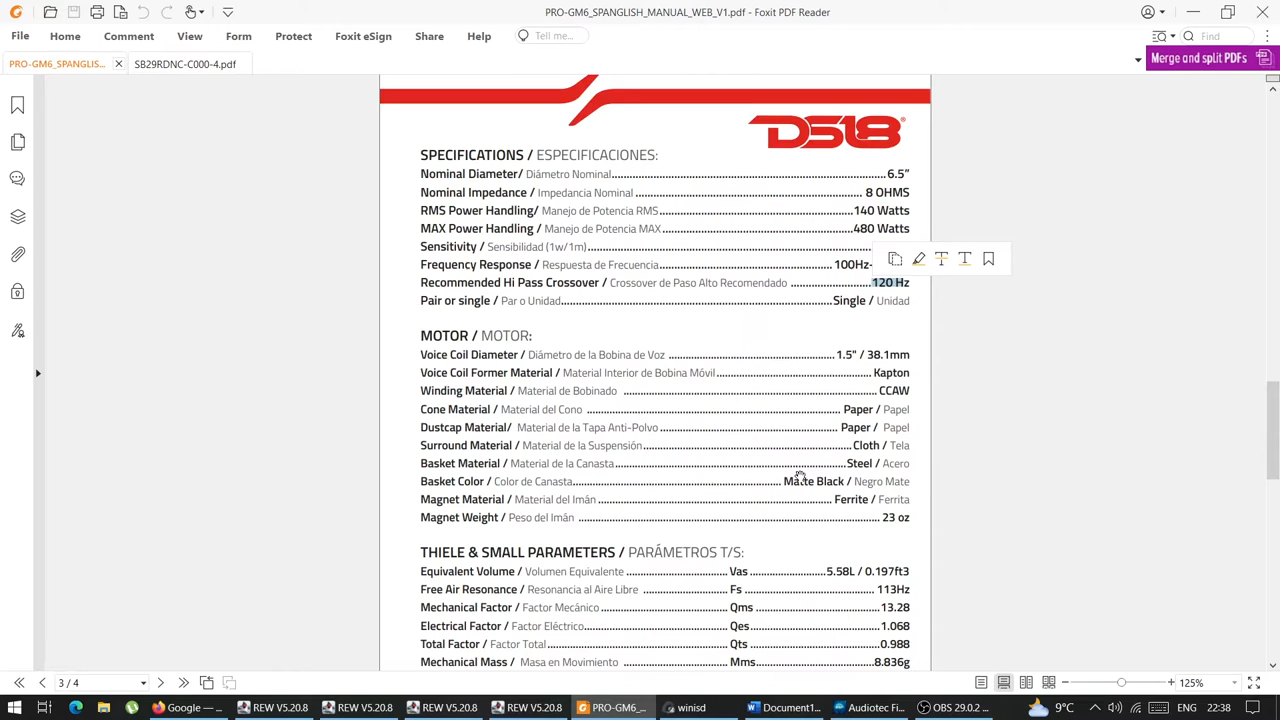 PRO-GM6_SPANGLISH_MANUAL_WEB_V1.pdf - Foxit PDF Reader
File Home Comment View Form Protect Foxit eSign Share Help Tell me... Find
PRO-GM6_SPANGLIS... SB29RDNC-C000-4.pdf Merge and split PDFs
DS18
SPECIFICATIONS / ESPECIFICACIONES:
Nominal Diameter/ Diámetro Nominal 6.5”
Nominal Impedance / Impedancia Nominal 8 OHMS
RMS Power Handling/ Manejo de Potencia RMS 140 Watts
MAX Power Handling / Manejo de Potencia MAX 480 Watts
Sensitivity / Sensibilidad (1w/1m)
Frequency Response / Respuesta de Frecuencia 100Hz-
Recommended Hi Pass Crossover / Crossover de Paso Alto Recomendado 120 Hz
Pair or single / Par o Unidad Single / Unidad
MOTOR / MOTOR:
Voice Coil Diameter / Diámetro de la Bobina de Voz 1.5” / 38.1mm
Voice Coil Former Material / Material Interior de Bobina Móvil Kapton
Winding Material / Material de Bobinado CCAW
Cone Material / Material del Cono Paper / Papel
Dustcap Material/ Material de la Tapa Anti-Polvo Paper / Papel
Surround Material / Material de la Suspensión Cloth / Tela
Basket Material / Material de la Canasta Steel / Acero
Basket Color / Color de Canasta Matte Black / Negro Mate
Magnet Material / Material del Imán Ferrite / Ferrita
Magnet Weight / Peso del Imán 23 oz
THIELE & SMALL PARAMETERS / PARÁMETROS T/S:
Equivalent Volume / Volumen Equivalente Vas 5.58L / 0.197ft3
Free Air Resonance / Resonancia al Aire Libre Fs 113Hz
Mechanical Factor / Factor Mecánico Qms 13.28
Electrical Factor / Factor Eléctrico Qes 1.068
Total Factor / Factor Total Qts 0.988
Mechanical Mass / Masa en Movimiento Mms 8.836g
3 / 4 125%
Google — ... REW V5.20.8 REW V5.20.8 REW V5.20.8 REW V5.20.8 PRO-GM6_... winisd Document1... Audiotec Fi... OBS 29.0.2 ... 9°C ENG 22:38